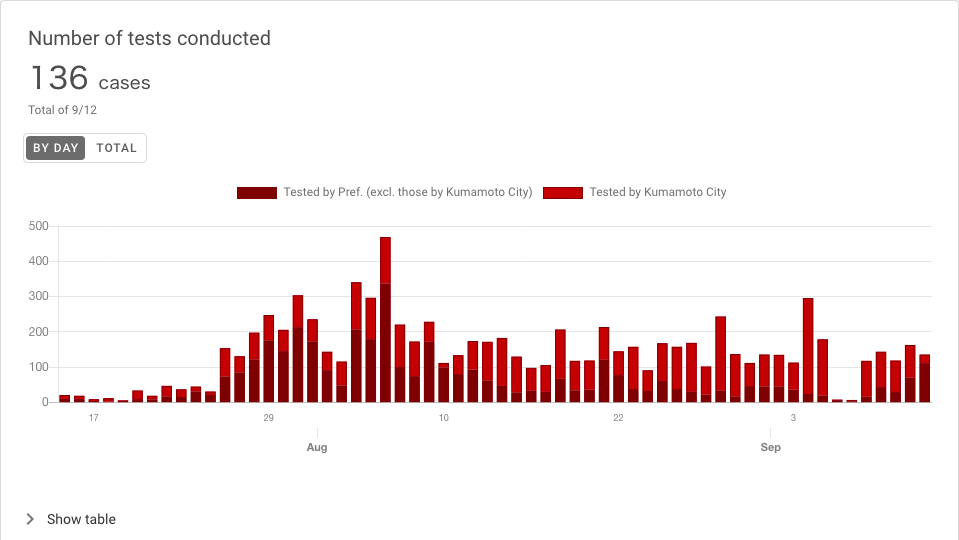 Number of tests conducted
136 cases
Total of 9/12
BY DAY TOTAL
Tested by Pref. (excl. those by Kumamoto City) Tested by Kumamoto City
500
400
300
200
100
0
17 29 10 22 3
Aug Sep
Show table